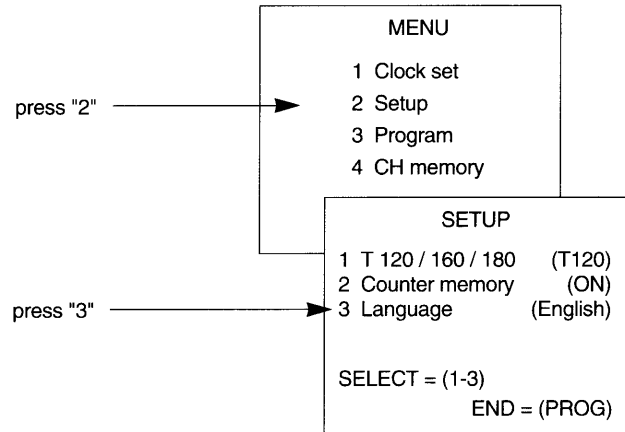 MENU
1 Clock set
press "2"
2 Setup
3 Program
4 CH memory
SETUP
1 T 120 / 160 / 180 (T120)
2 Counter memory (ON)
press "3"
3 Language (English)
SELECT = (1-3)
END = (PROG)